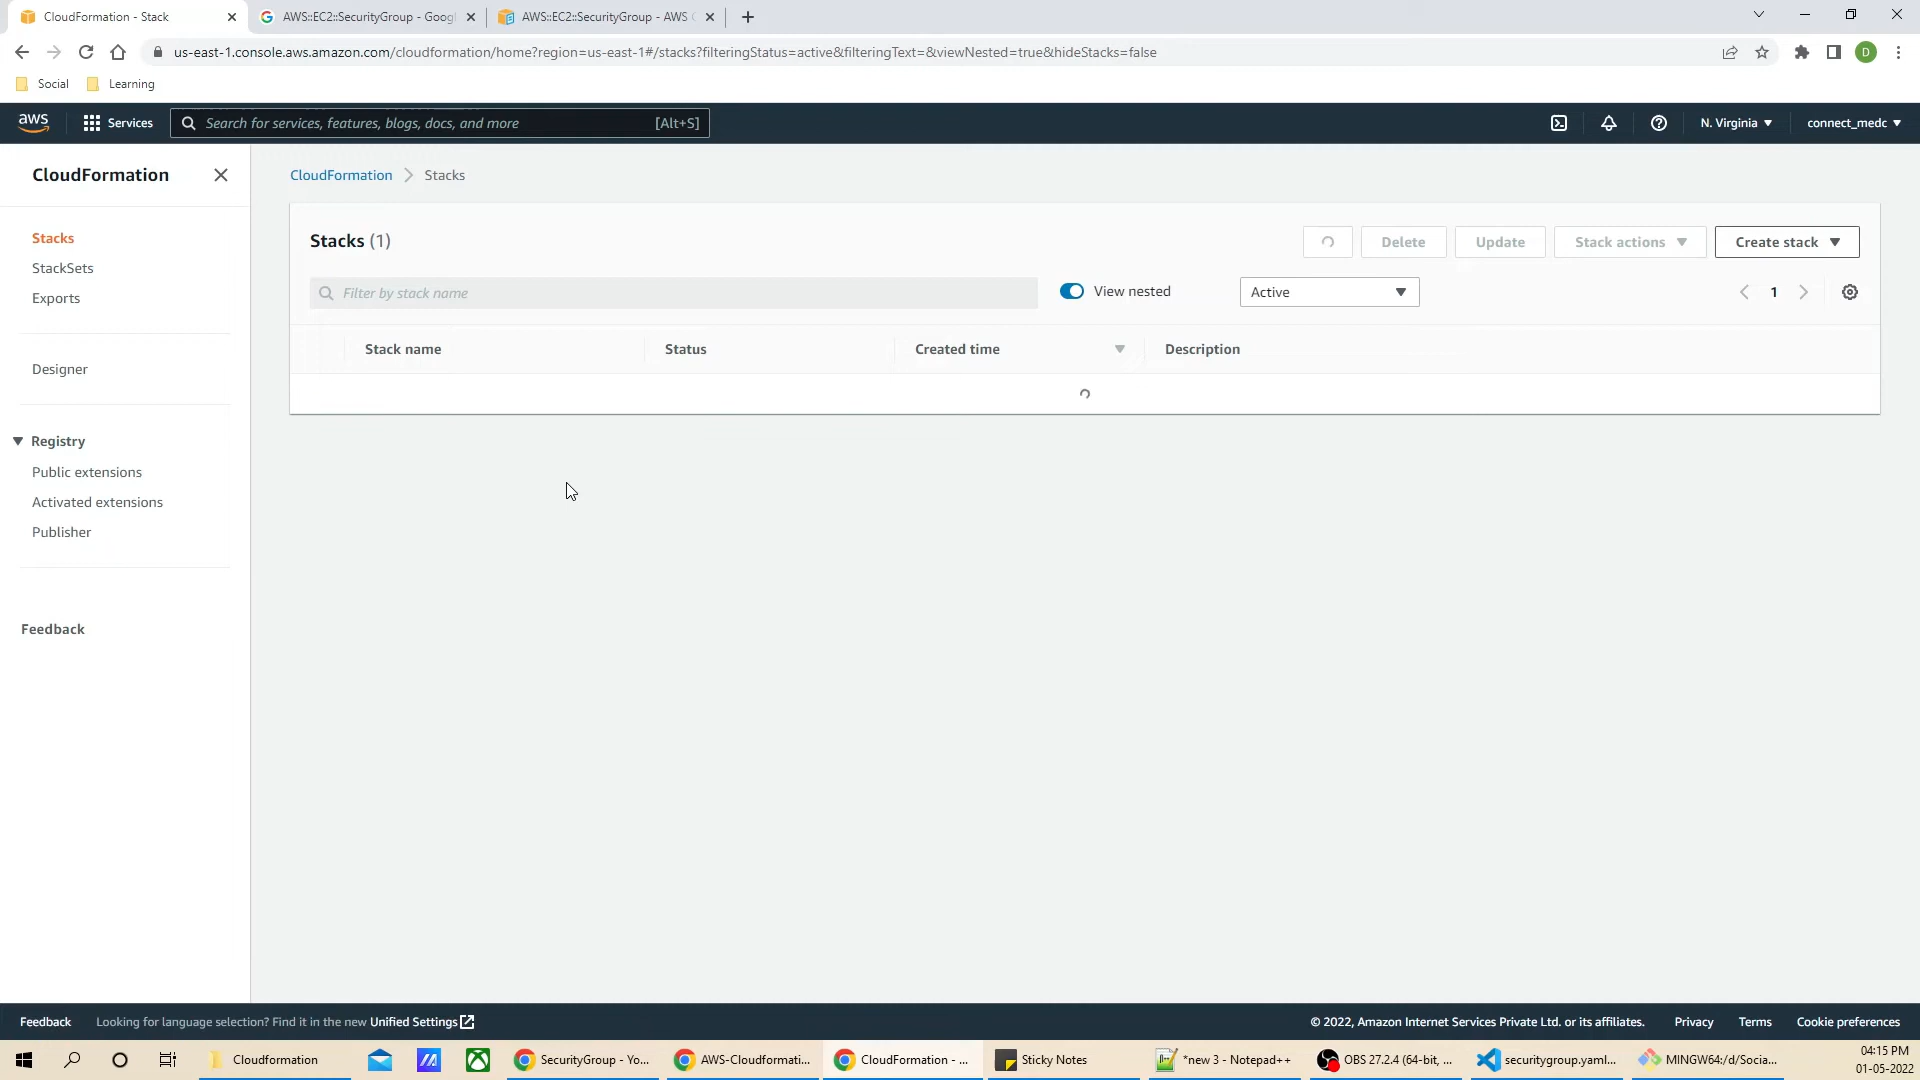 CloudFormation - Stack
AWS::EC2::SecurityGroup - Googl
AWS::EC2::SecurityGroup - AWS C
us-east-1.console.aws.amazon.com/cloudformation/home?region=us-east-1#/stacks?filteringStatus=active&filteringText=&viewNested=true&hideStacks=false
D
Social
Learning
aws
Services
Search for services, features, blogs, docs, and more
[Alt+S]
N. Virginia
connect_medc
CloudFormation
CloudFormation
Stacks
Stacks
StackSets
Exports
Designer
Registry
Public extensions
Activated extensions
Publisher
Feedback
Stacks (1)
Delete
Update
Stack actions
Create stack
Filter by stack name
View nested
Active
1
Stack name
Status
Created time
Description
Feedback
Looking for language selection? Find it in the new Unified Settings
© 2022, Amazon Internet Services Private Ltd. or its affiliates.
Privacy
Terms
Cookie preferences
Cloudformation
SecurityGroup - Yo...
AWS-Cloudformati...
CloudFormation - ...
Sticky Notes
*new 3 - Notepad++
OBS 27.2.4 (64-bit, ...
securitygroup.yaml...
MINGW64:/d/Socia...
04:15 PM
01-05-2022